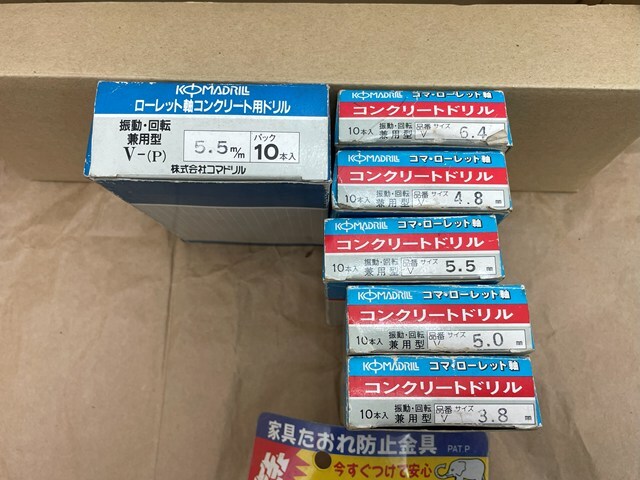 KOMADRILL
ローレット軸コンクリート用ドリル
振動・回転
兼用型
V-(P)
5.5m/m
パック
10本入
株式会社コマドリル
KOMADRILL コマ・ローレット軸
コンクリートドリル
10本入 振動・回転 兼用型 品番 V サイズ 6.4
KOMADRILL コマ・ローレット軸
コンクリートドリル
10本入 振動・回転 兼用型 品番 V サイズ 4.8 ㎜
KOMADRILL コマ・ローレット軸
コンクリートドリル
10本入 振動・回転 兼用型 品番 V サイズ 5.5 ㎜
KOMADRILL コマ・ローレット軸
コンクリートドリル
10本入 振動・回転 兼用型 品番 V サイズ 5.0 ㎜
KOMADRILL コマ・ローレット軸
コンクリートドリル
10本入 振動・回転 兼用型 品番 V サイズ 3.8 ㎜
家具たおれ防止金具
PAT.P
今すぐつけて安心